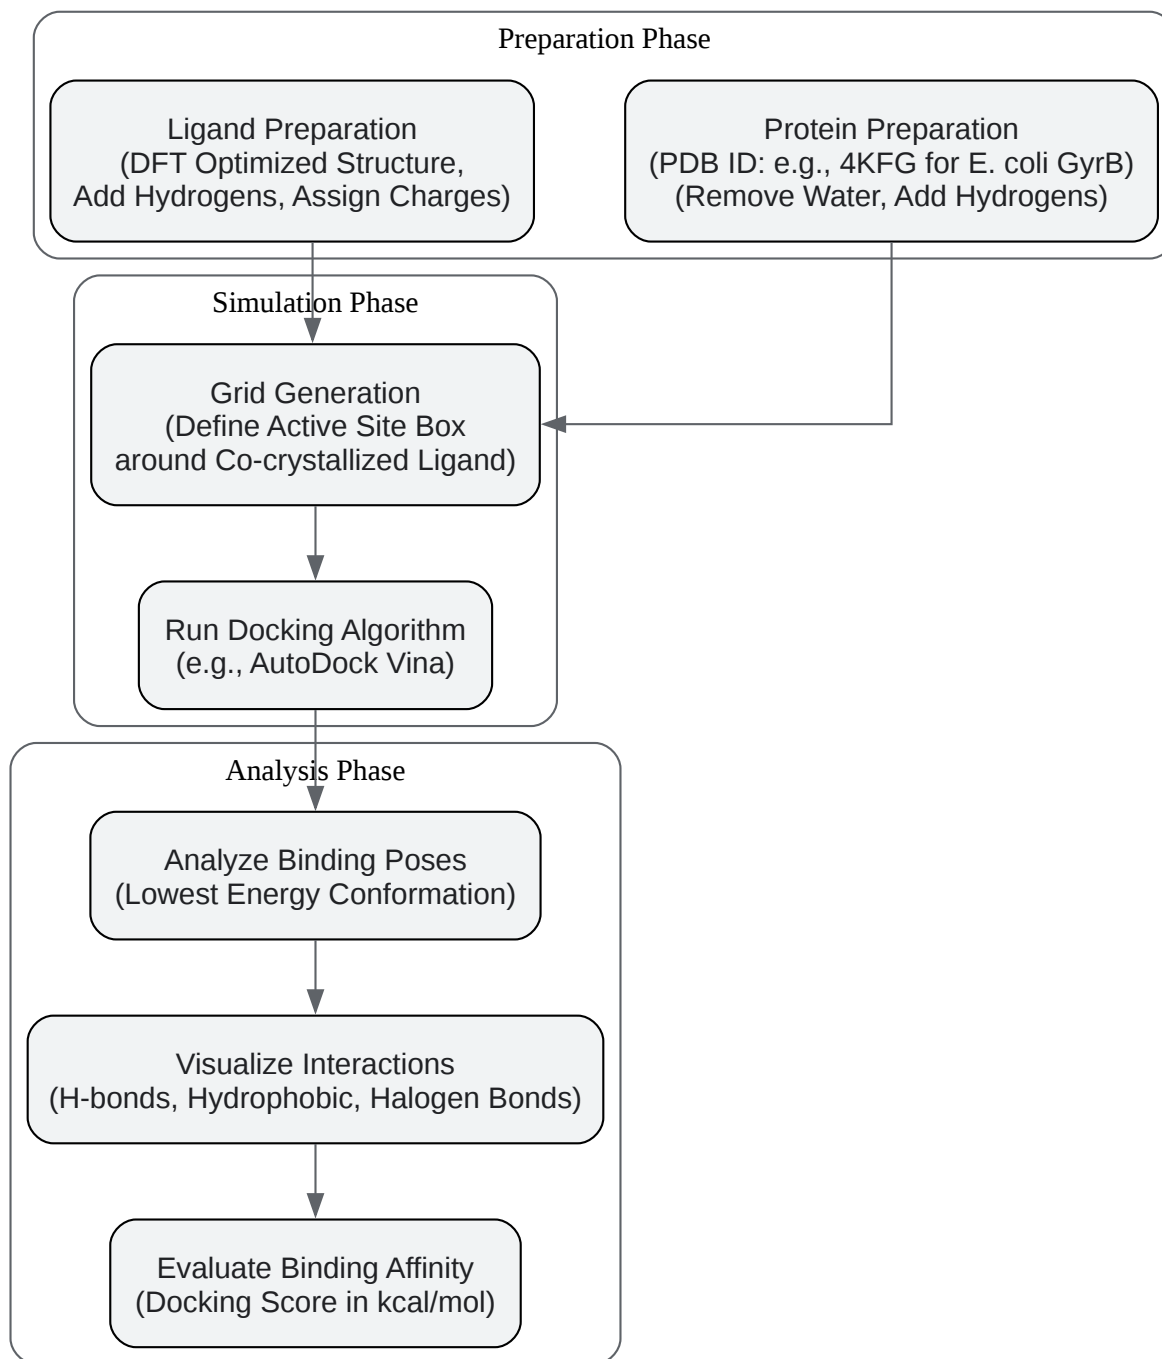 Preparation Phase
Ligand Preparation
(DFT Optimized Structure,
Add Hydrogens, Assign Charges)
Protein Preparation
(PDB ID: e.g., 4KFG for E. coli GyrB)
(Remove Water, Add Hydrogens)
Simulation Phase
Grid Generation
(Define Active Site Box
around Co-crystallized Ligand)
Run Docking Algorithm
(e.g., AutoDock Vina)
Analysis Phase
Analyze Binding Poses
(Lowest Energy Conformation)
Visualize Interactions
(H-bonds, Hydrophobic, Halogen Bonds)
Evaluate Binding Affinity
(Docking Score in kcal/mol)